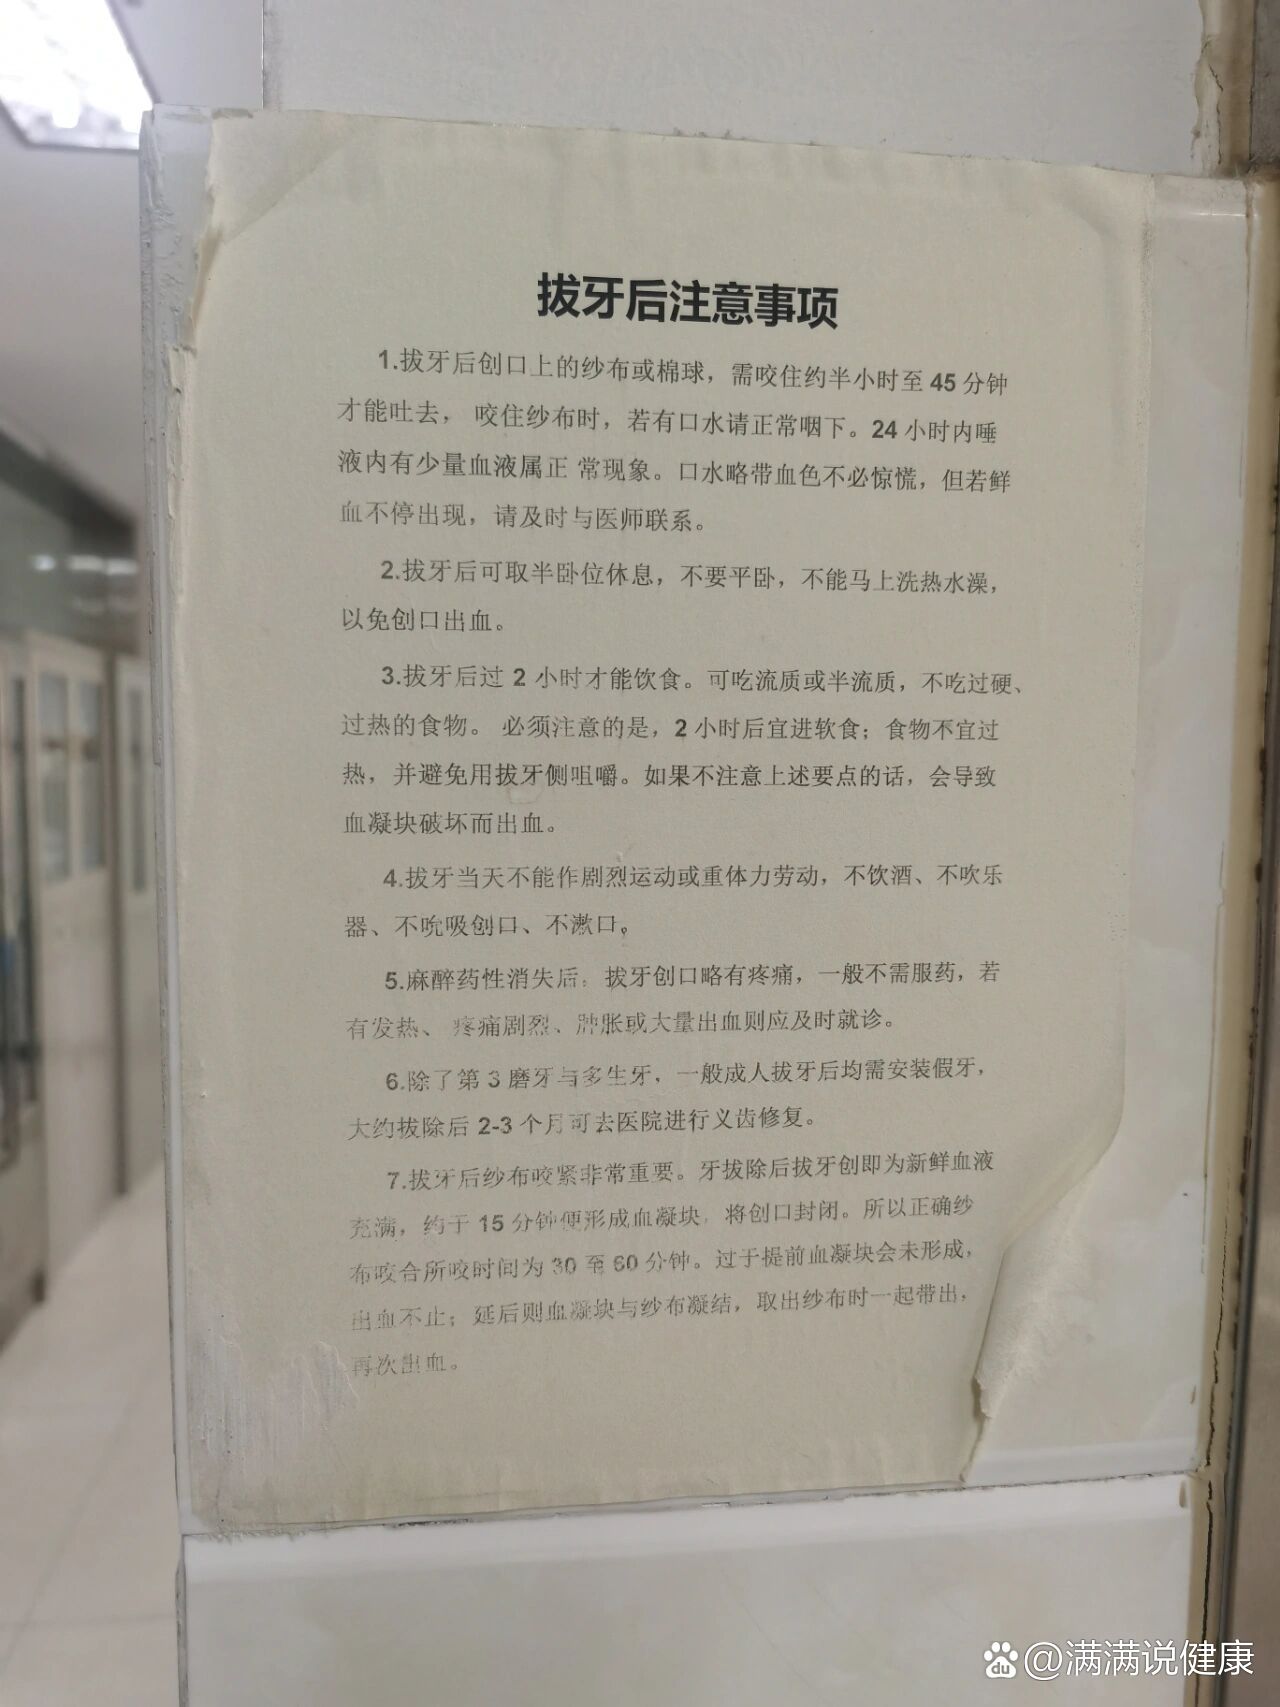 拔牙后注意事项
1.拔牙后创口上的纱布或棉球，需咬住约半小时至 45 分钟
才能吐去， 咬住纱布时，若有口水请正常咽下。24 小时内唾
液内有少量血液属正 常现象。口水略带血色不必惊慌，但若鲜
血不停出现，请及时与医师联系。
2.拔牙后可取半卧位休息，不要平卧，不能马上洗热水澡，
以免创口出血。
3.拔牙后过 2 小时才能饮食。可吃流质或半流质，不吃过硬、
过热的食物。 必须注意的是，2 小时后宜进软食；食物不宜过
热，并避免用拔牙侧咀嚼。如果不注意上述要点的话，会导致
血凝块破坏而出血。
4.拔牙当天不能作剧烈运动或重体力劳动，不饮酒、不吹乐
器、不吮吸创口、不漱口。
5.麻醉药性消失后：拔牙创口略有疼痛，一般不需服药，若
有发热、 疼痛剧烈、肿胀或大量出血则应及时就诊。
6.除了第 3 磨牙与多生牙，一般成人拔牙后均需安装假牙，
大约拔除后 2-3 个月可去医院进行义齿修复。
7.拔牙后纱布咬紧非常重要。牙拔除后拔牙创即为新鲜血液
充满，约于 15 分钟便形成血凝块，将创口封闭。所以正确纱
布咬合所咬时间为 30 至 60 分钟。过于提前血凝块会未形成，
出血不止；延后则血凝块与纱布凝结，取出纱布时一起带出，
再次出血。
du @满满说健康